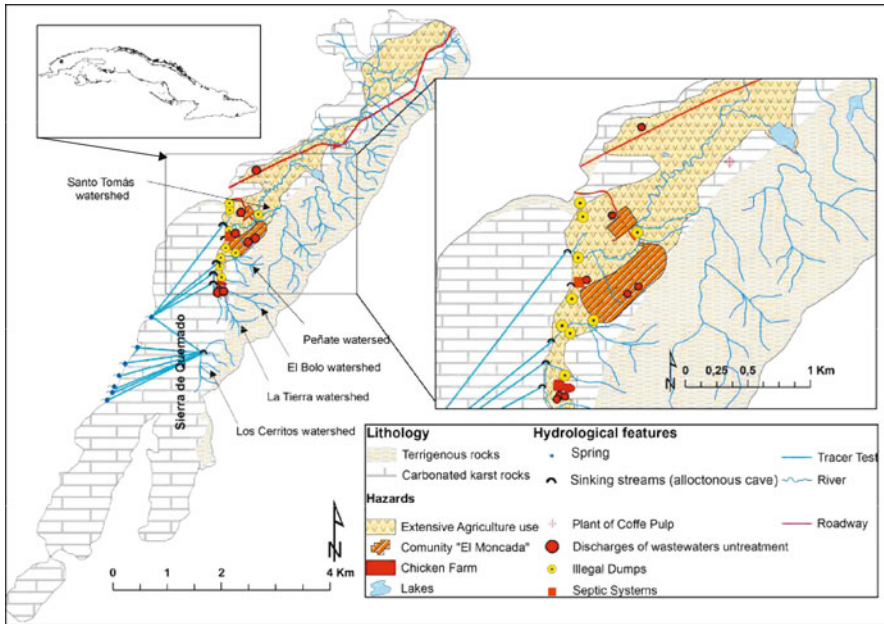 Santo Tomás
watershed
Sierra de Quemado
Peñate watersed
El Bolo watershed
La Tierra watershed
Los Cerritos watershed
0 2 4 Km
0 0,25 0,5 1 Km
N
N
Lithology
Terrigenous rocks
Carbonated karst rocks
Hazards
Extensive Agriculture use
Comunity "El Moncada"
Chicken Farm
Lakes
Hydrological features
Spring
Sinking streams (alloctonous cave)
Plant of Coffe Pulp
Discharges of wastewaters untreatment
Illegal Dumps
Septic Systems
Tracer Test
River
Roadway